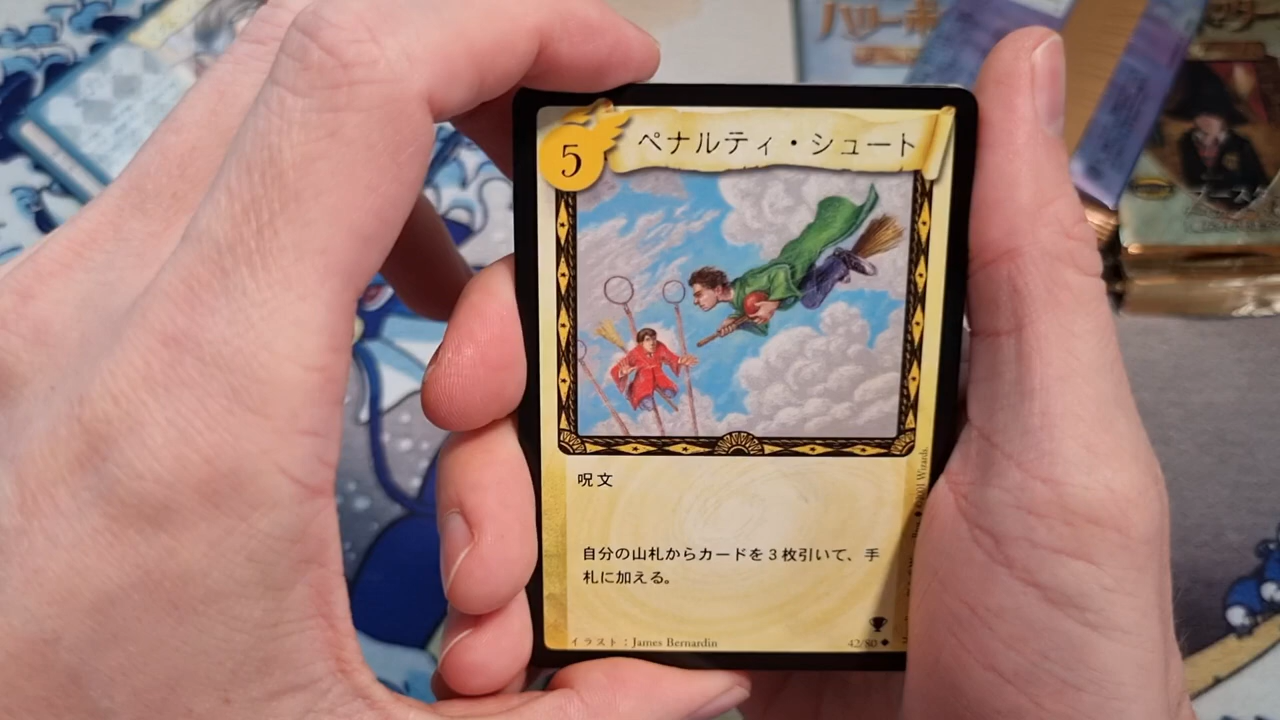 5
ペナルティ・シュート
呪文
自分の山札からカードを3枚引いて、手
札に加える。
イラスト：James Bernardin
42/80
ハリー・ポ